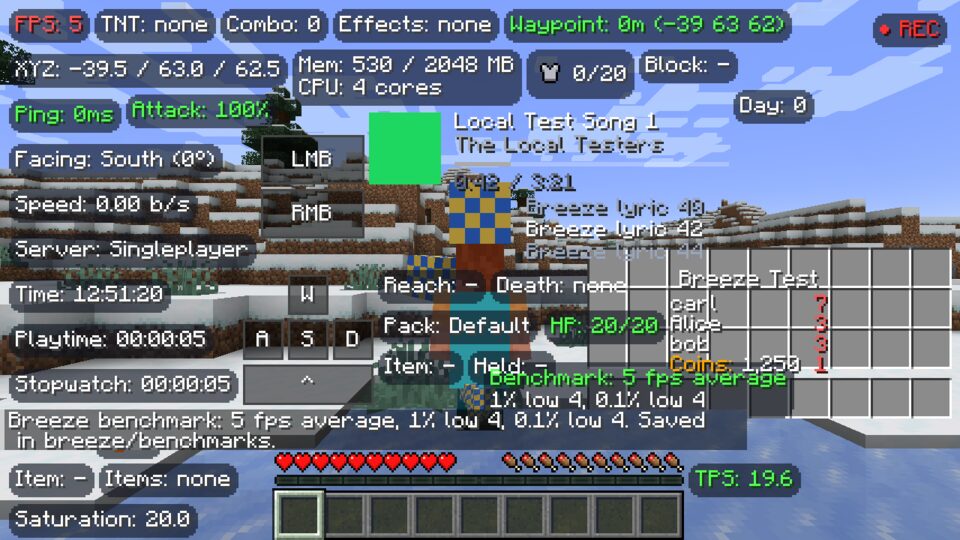 FPS: 5
TNT: none
Combo: 0
Effects: none
Waypoint: 0m (-39 63 62)
REC
XYZ: -39.5 / 63.0 / 62.5
Mem: 530 / 2048 MB
CPU: 4 cores
0/20
Block: -
Ping: 0ms
Attack: 100%
Day: 0
Local Test Song 1
The Local Testers
0:42 / 3:21
Facing: South (0°)
LMB
Speed: 0.00 b/s
RMB
Breeze lyric 40
Breeze lyric 42
Breeze lyric 44
Server: Singleplayer
Time: 12:51:20
W
Reach: -
Death: none
Breeze Test
carl 7
Alice 3
bob 3
Coins: 1,250 1
Playtime: 00:00:05
A
S
D
Pack: Default
HP: 20/20
Stopwatch: 00:00:05
^
Item: -
Held: -
Benchmark: 5 fps average
1% low 4, 0.1% low 4
Breeze benchmark: 5 fps average, 1% low 4, 0.1% low 4. Saved
in breeze/benchmarks.
Item: -
Items: none
TPS: 19.6
Saturation: 20.0